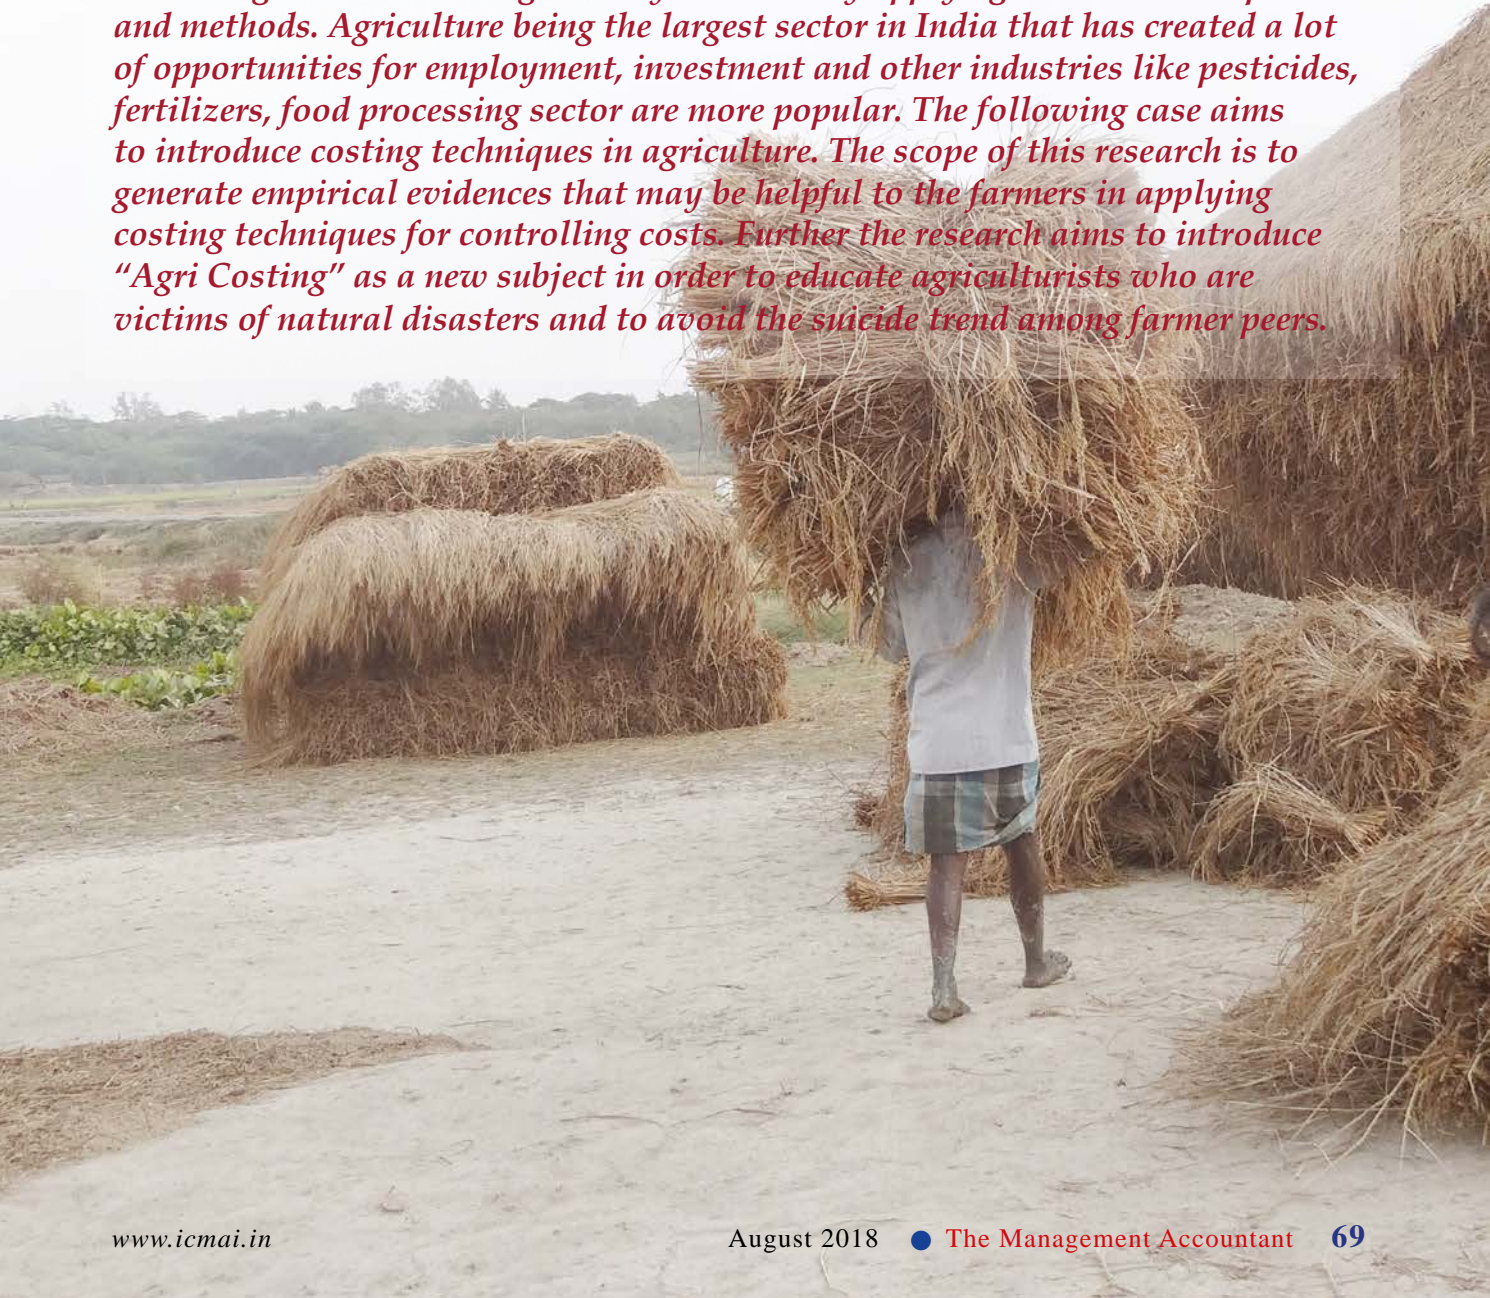 and methods. Agriculture being the largest sector in India that has created a lot
of opportunities for employment, investment and other industries like pesticides,
fertilizers, food processing sector are more popular. The following case aims
to introduce costing techniques in agriculture. The scope of this research is to
generate empirical evidences that may be helpful to the farmers in applying
costing techniques for controlling costs. Further the research aims to introduce
“Agri Costing” as a new subject in order to educate agriculturists who are
victims of natural disasters and to avoid the suicide trend among farmer peers.
www.icmai.in August 2018 ● The Management Accountant 69